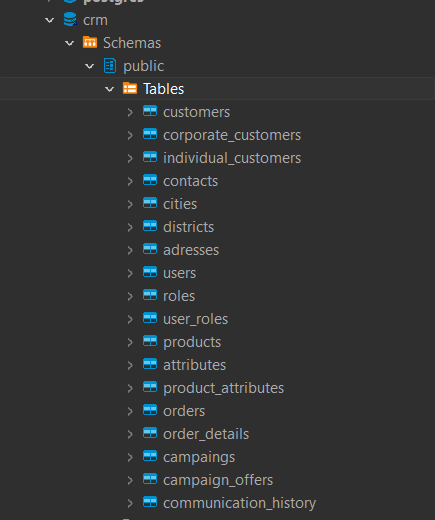 crm
Schemas
public
Tables
customers
corporate_customers
individual_customers
contacts
cities
districts
adresses
users
roles
user_roles
products
attributes
product_attributes
orders
order_details
campaings
campaign_offers
communication_history